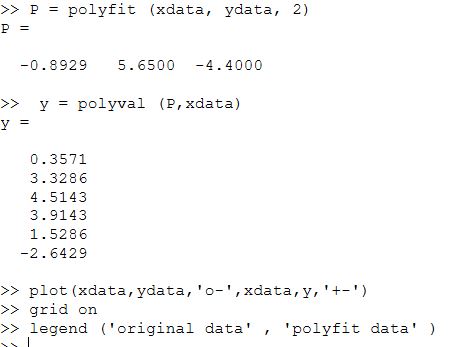 >> P = polyfit (xdata, ydata, 2)
P =
-0.8929 5.6500 -4.4000
>> y = polyval (P,xdata)
y =
0.3571
3.3286
4.5143
3.9143
1.5286
-2.6429
>> plot(xdata,ydata,'o-',xdata,y,'+-')
>> grid on
>> legend ('original data' , 'polyfit data' )
>>